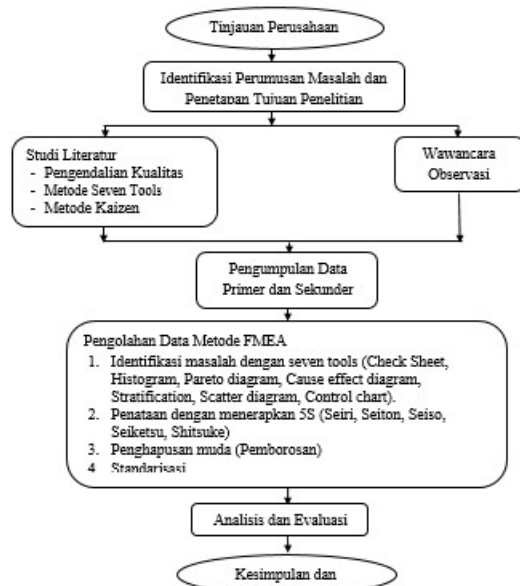 Tinjauan Perusahaan
Identifikasi Perumusan Masalah dan
Penetapan Tujuan Penelitian
Studi Literatur
- Pengendalian Kualitas
- Metode Seven Tools
- Metode Kaizen
Wawancara
Observasi
Pengumpulan Data
Primer dan Sekunder
Pengolahan Data Metode FMEA
1. Identifikasi masalah dengan seven tools (Check Sheet,
Histogram, Pareto diagram, Cause effect diagram,
Stratification, Scatter diagram, Control chart).
2. Penataan dengan menerapkan 5S (Seiri, Seiton, Seiso,
Seiketsu, Shitsuke)
3. Penghapusan muda (Pemborosan)
4. Standarisasi
Analisis dan Evaluasi
Kesimpulan dan